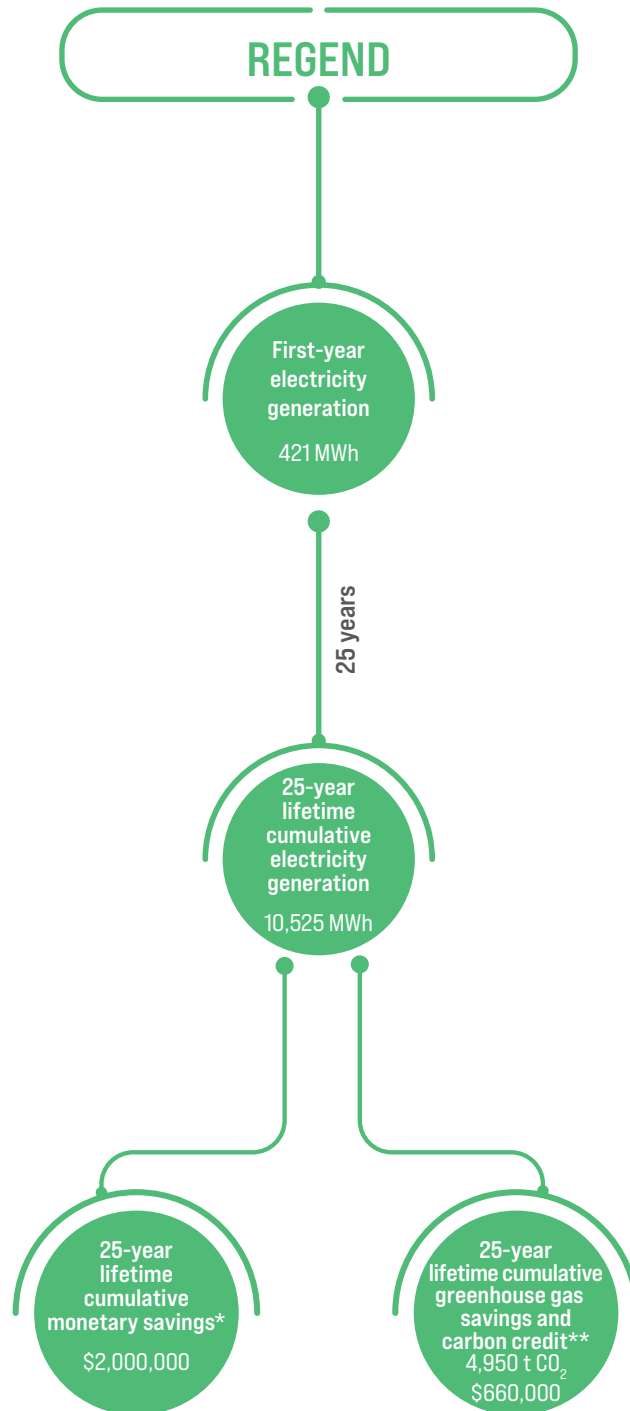 REGEND
First-year
electricity
generation
421 MWh
25 years
25-year
lifetime
cumulative
electricity
generation
10,525 MWh
25-year
lifetime
cumulative
monetary savings*
$2,000,000
25-year
lifetime cumulative
greenhouse gas
savings and
carbon credit**
4,950 t CO₂
$660,000